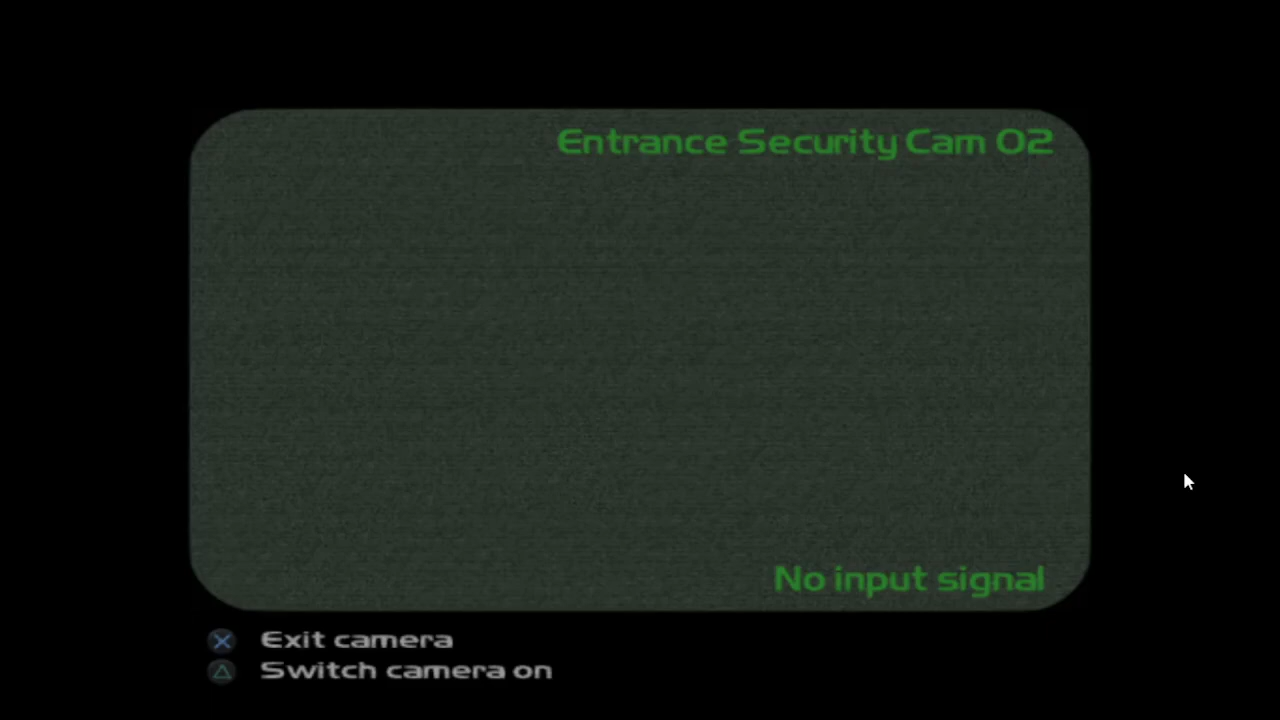 Entrance Security Cam 02
No input signal
Exit camera
Switch camera on